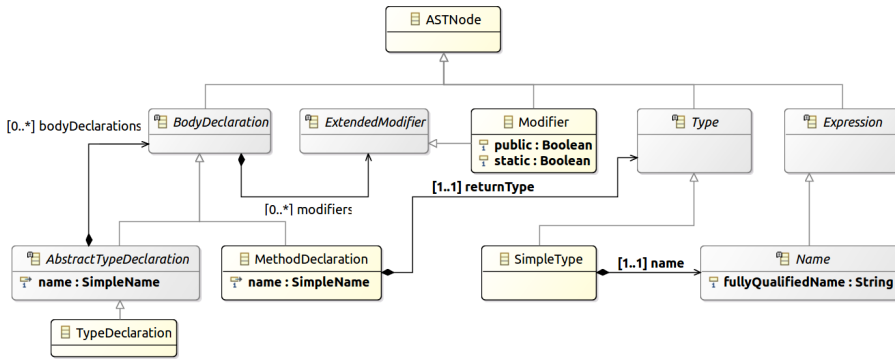 ASTNode
BodyDeclaration
ExtendedModifier
Modifier
public : Boolean
static : Boolean
Type
Expression
[0..*] bodyDeclarations
[0..*] modifiers
[1..1] returnType
AbstractTypeDeclaration
name : SimpleName
MethodDeclaration
name : SimpleName
SimpleType
[1..1] name
Name
fullyQualifiedName : String
TypeDeclaration